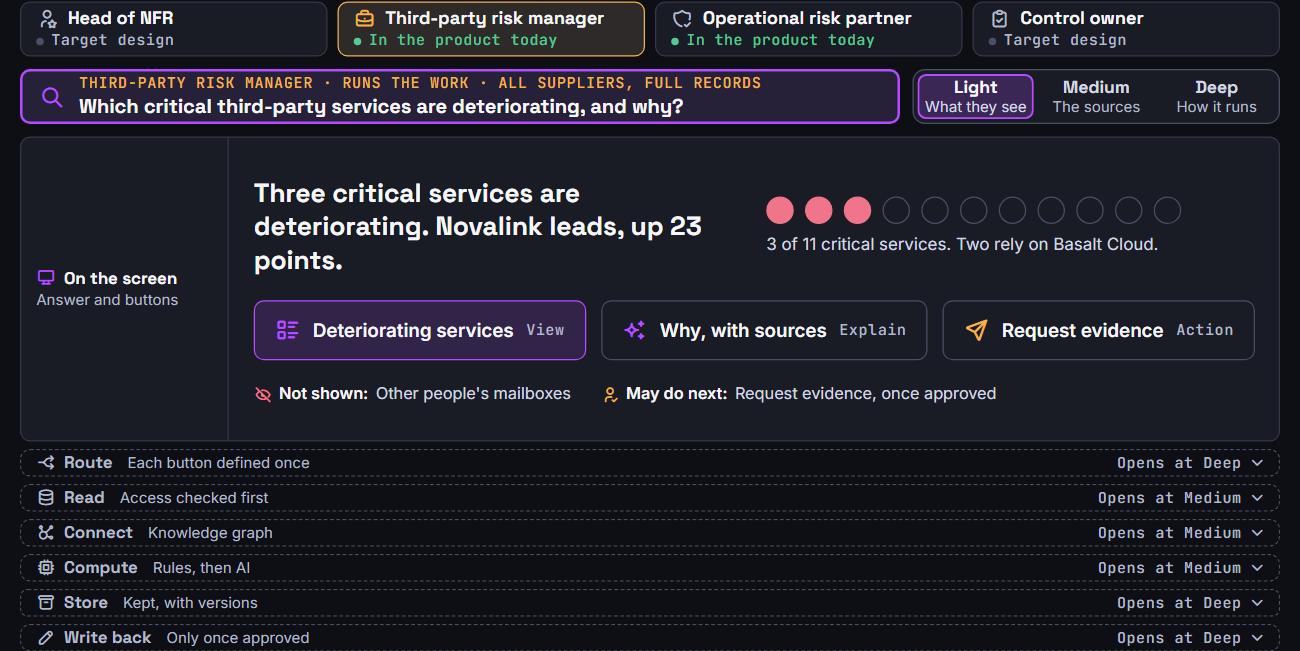 Head of NFR
Target design
Third-party risk manager
In the product today
Operational risk partner
In the product today
Control owner
Target design
THIRD-PARTY RISK MANAGER · RUNS THE WORK · ALL SUPPLIERS, FULL RECORDS
Which critical third-party services are deteriorating, and why?
Light
What they see
Medium
The sources
Deep
How it runs
On the screen
Answer and buttons
Three critical services are
deteriorating. Novalink leads, up 23
points.
3 of 11 critical services. Two rely on Basalt Cloud.
Deteriorating services View
Why, with sources Explain
Request evidence Action
Not shown: Other people's mailboxes
May do next: Request evidence, once approved
Route Each button defined once Opens at Deep
Read Access checked first Opens at Medium
Connect Knowledge graph Opens at Medium
Compute Rules, then AI Opens at Medium
Store Kept, with versions Opens at Deep
Write back Only once approved Opens at Deep